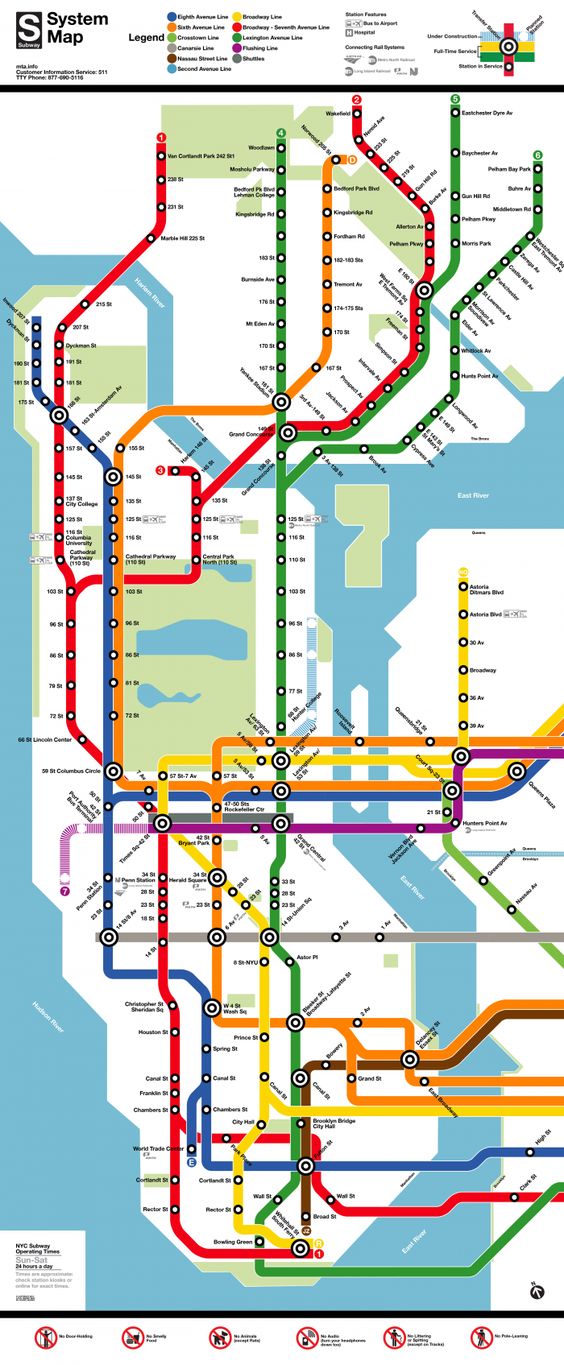 S
Subway
System
Map
mta.info
Customer Information Service: 511
TTY Phone: 877-690-5116
Legend
Eighth Avenue Line
Sixth Avenue Line
Crosstown Line
Canarsie Line
Nassau Street Line
Second Avenue Line
Broadway Line
Broadway - Seventh Avenue Line
Lexington Avenue Line
Flushing Line
Shuttles
Station Features
Bus to Airport
H Hospital
Connecting Rail Systems
Metro-North Railroad
Long Island Railroad
Transfer Station
Planned Station
Under Construction
Full-Time Service
Station in Service
1
Van Cortlandt Park 242 St1
238 St
231 St
Marble Hill 225 St
215 St
207 St
Dyckman St
191 St
181 St
168 St
157 St
145 St
137 St
City College
125 St
116 St
Columbia
University
Cathedral
Parkway
(110 St)
103 St
96 St
86 St
79 St
72 St
66 St Lincoln Center
59 St Columbus Circle
Inwood 207 St
Dyckman St
190 St
181 St
175 St
163 St-Amsterdam Av
155 St
145 St
135 St
125 St
116 St
Cathedral Parkway
(110 St)
103 St
96 St
86 St
81 St
72 St
155 St
3
Harlem 148 St
145 St
135 St
125 St
116 St
Central Park
North (110 St)
4
Woodlawn
Mosholu Parkway
Bedford Pk Blvd
Lehman College
Kingsbridge Rd
183 St
Burnside Ave
176 St
Mt Eden Av
170 St
167 St
161 St
Yankee Stadium
149 St
Grand Concourse
138 St
Grand Concourse
125 St
116 St
110 St
103 St
96 St
86 St
77 St
68 St
Hunter College
Norwood 205 St
D
Bedford Park Blvd
Kingsbridge Rd
Fordham Rd
182-183 Sts
Tremont Av
174-175 Sts
170 St
167 St
2
Wakefield
Nereid Ave
233 St
225 St
219 St
Gun Hill Rd
Burke Av
Allerton Av
Pelham Pkwy
E 180 St
West Farms Sq
E Tremont Av
174 St
Freeman St
Simpson St
Intervale Av
Prospect Av
Jackson Av
3rd Av-149 St
5
Eastchester Dyre Av
Baychester Av
Gun Hill Rd
Pelham Pkwy
Morris Park
6
Pelham Bay Park
Buhre Av
Middletown Rd
Westchester Sq
East Tremont Av
Zerega Av
Castle Hill Av
Parkchester
St Lawrence Av
Morrison Av
Soundview
Elder Av
Whitlock Av
Hunts Point Av
Longwood Av
E 149 St
E 143 St
St Mary's St
Cypress Ave
Brook Av
3 Av 138 St
Harlem River
The Bronx
Manhattan
The Bronx
East River
Queens
NQ
Astoria
Ditmars Blvd
Astoria Blvd
30 Av
Broadway
36 Av
39 Av
Roosevelt
Island
21 St
Queensbridge
Court Sq-23 St
Queens Plaza
21 St
Hunters Point Av
Vernon Blvd
Jackson Av
Queens
Brooklyn
Greenpoint Av
Nassau Av
Lexington
Av/ 63 St
Lexington Av/
59 St
Lexington Av/
53 St
5 Av/59 St
5 Av/53 St
7 Av
57 St-7 Av
57 St
50 St
50 St
47-50 Sts
Rockefeller Ctr
42 St
Port Authority
Bus Terminal
Times Sq-42 St
42 St
Bryant Park
5 Av
Grand Central
42 St
7
34 St
Penn Station
34 St
Penn Station
34 St
Herald Square
28 St
23 St
18 St
14 St
23 St
14 St/8 Av
23 St
6 Av
28 St
23 St
33 St
28 St
23 St
14 St-Union Sq
3 Av
1 Av
Manhattan
East River
Brooklyn
Hudson River
Christopher St
Sheridan Sq
Houston St
Canal St
Franklin St
Chambers St
World Trade Center
E
Cortlandt St
Rector St
W 4 St
Wash Sq
Spring St
Canal St
Chambers St
Park Place
8 St-NYU
Astor Pl
Prince St
Bleeker St
Broadway-Lafayette St
2 Av
Delancey St
Essex St
Bowery
Grand St
East Broadway
Canal St
Canal St
City Hall
Brooklyn Bridge
City Hall
Fulton St
Cortlandt St
Rector St
Wall St
Wall St
Broad St
Bowling Green
Whitehall St
South Ferry
JZ
R
1
High St
Clark St
Manhattan
Brooklyn
East River
NYC Subway
Operating Times
Sun-Sat
24 hours a day
Times are approximate:
check station kiosks or
online for exact times.
N
No Door-Holding
No Smelly
Food
No Animals
(except Pets)
No Audio
(turn your headphones
down too)
No Littering
or Spitting
(except on Tracks)
No Pole-Leaning